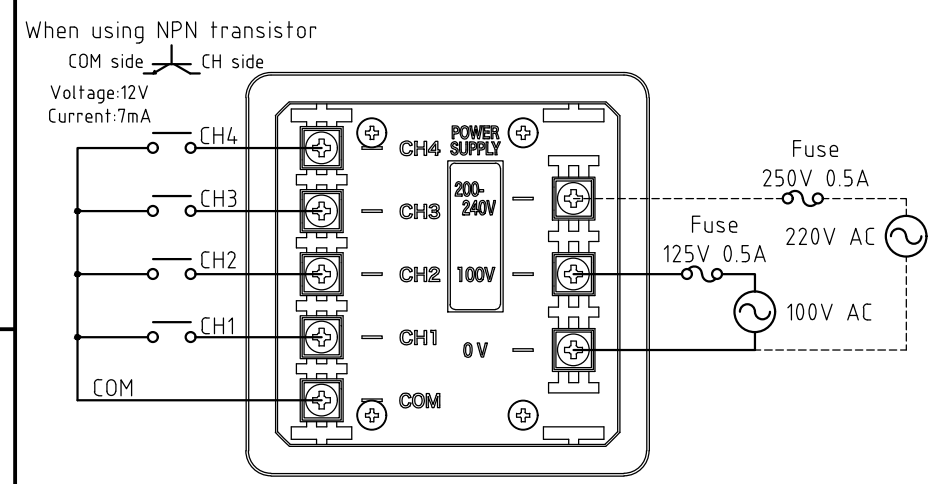 When using NPN transistor
COM side
CH side
Voltage:12V
Current:7mA
CH4
CH3
CH2
CH1
COM
CH4
CH3
CH2
CH1
COM
POWER
SUPPLY
200-
240V
100V
0 V
Fuse
250V 0.5A
220V AC
Fuse
125V 0.5A
100V AC